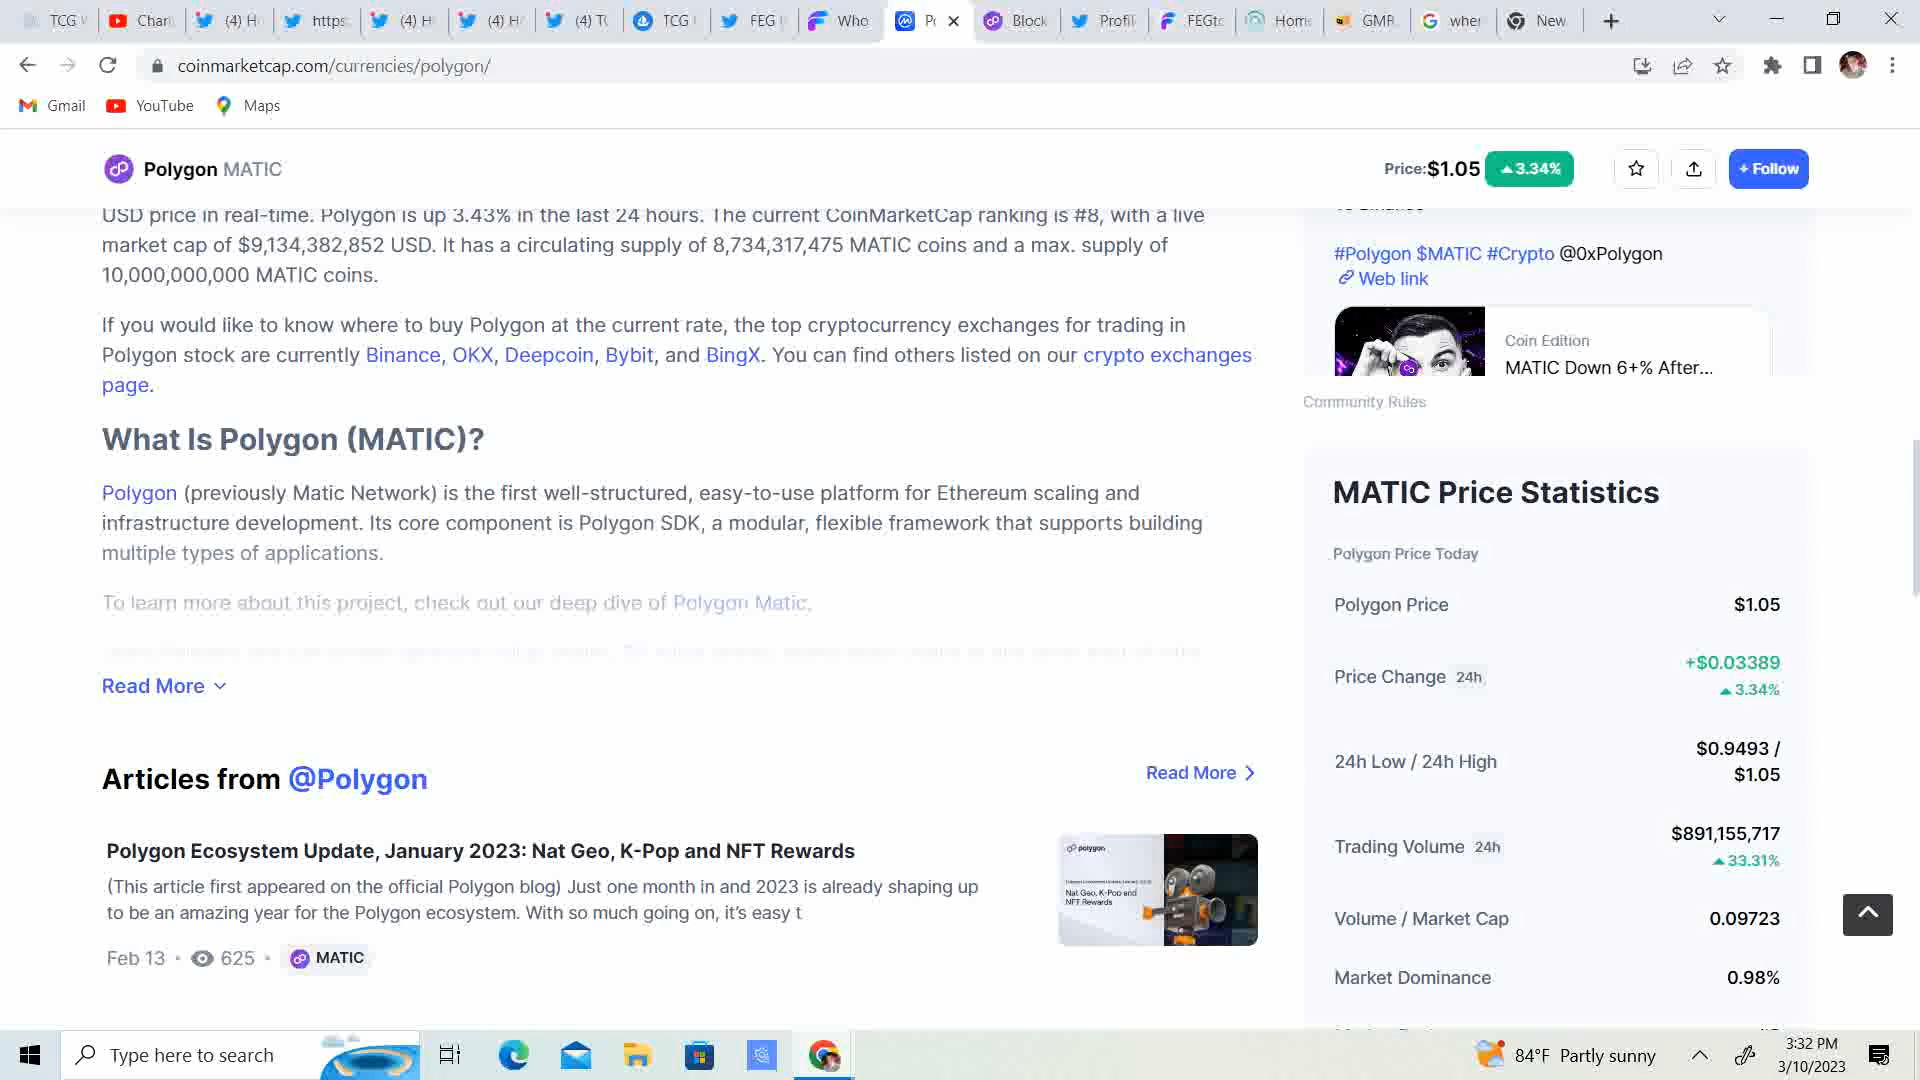 TCG
Chari
(4) H
https
(4) H
(4) H
(4) T
TCG
FEG
Who
Po
Block
Profil
FEGtc
Home
GMR
wher
New
coinmarketcap.com/currencies/polygon/
Gmail
YouTube
Maps
Polygon MATIC
Price:$1.05
3.34%
+ Follow
USD price in real-time. Polygon is up 3.43% in the last 24 hours. The current CoinMarketCap ranking is #8, with a live
market cap of $9,134,382,852 USD. It has a circulating supply of 8,734,317,475 MATIC coins and a max. supply of
10,000,000,000 MATIC coins.
If you would like to know where to buy Polygon at the current rate, the top cryptocurrency exchanges for trading in
Polygon stock are currently Binance, OKX, Deepcoin, Bybit, and BingX. You can find others listed on our crypto exchanges
page.
What Is Polygon (MATIC)?
Polygon (previously Matic Network) is the first well-structured, easy-to-use platform for Ethereum scaling and
infrastructure development. Its core component is Polygon SDK, a modular, flexible framework that supports building
multiple types of applications.
To learn more about this project, check out our deep dive of Polygon Matic.
Read More
Articles from @Polygon
Read More
Polygon Ecosystem Update, January 2023: Nat Geo, K-Pop and NFT Rewards
(This article first appeared on the official Polygon blog) Just one month in and 2023 is already shaping up
to be an amazing year for the Polygon ecosystem. With so much going on, it's easy t
Feb 13 • 625 • MATIC
polygon
Nat Geo, K-Pop and
NFT Rewards
#Polygon $MATIC #Crypto @0xPolygon
Web link
Coin Edition
MATIC Down 6+% After...
Community Rules
MATIC Price Statistics
Polygon Price Today
Polygon Price
$1.05
Price Change 24h
+$0.03389
3.34%
24h Low / 24h High
$0.9493 /
$1.05
Trading Volume 24h
$891,155,717
33.31%
Volume / Market Cap
0.09723
Market Dominance
0.98%
Type here to search
84°F Partly sunny
3:32 PM
3/10/2023